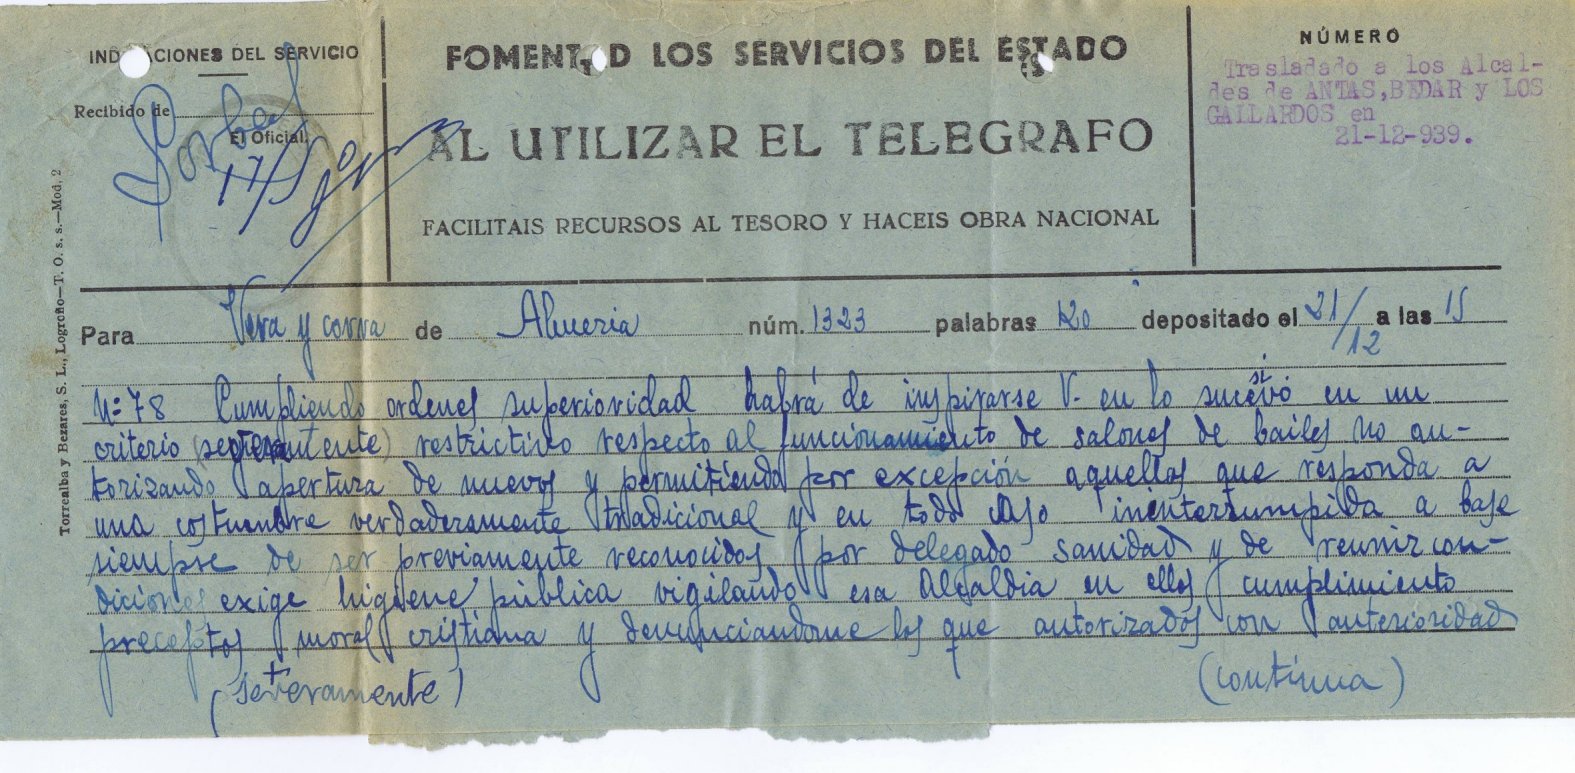 INDICACIONES DEL SERVICIO
Recibido de
El Oficial,
17
FOMENTAD LOS SERVICIOS DEL ESTADO
AL UTILIZAR EL TELEGRAFO
FACILITAIS RECURSOS AL TESORO Y HACEIS OBRA NACIONAL
NÚMERO
Trasladado a los Alcal-
des de ANTAS, BEDAR y LOS
GALLARDOS en
21-12-939.
Torrealba y Bezares, S. L., Logroño—T. O. s. s.—Mod. 2
Para Vera y corra de Almeria núm. 1323 palabras 120 depositado el 21/12 a las 15
Nº 78 Cumpliendo ordenes superioridad habrá de inspirarse V. en lo sucesivo en un
criterio (severamente) restrictivo respecto al funcionamiento de salones de bailes no au-
torizando apertura de nuevos y permitiendo por excepción aquellos que responda a
una costumbre verdaderamente tradicional y en todo caso ininterrumpida a base
siempre de ser previamente reconocidos por delegado sanidad y de reunir con-
diciones exige higiene pública vigilando esa Alcaldia en ellos cumplimiento
preceptos moral cristiana y denunciandome los que autorizados con anterioridad
(severamente)
(continua)